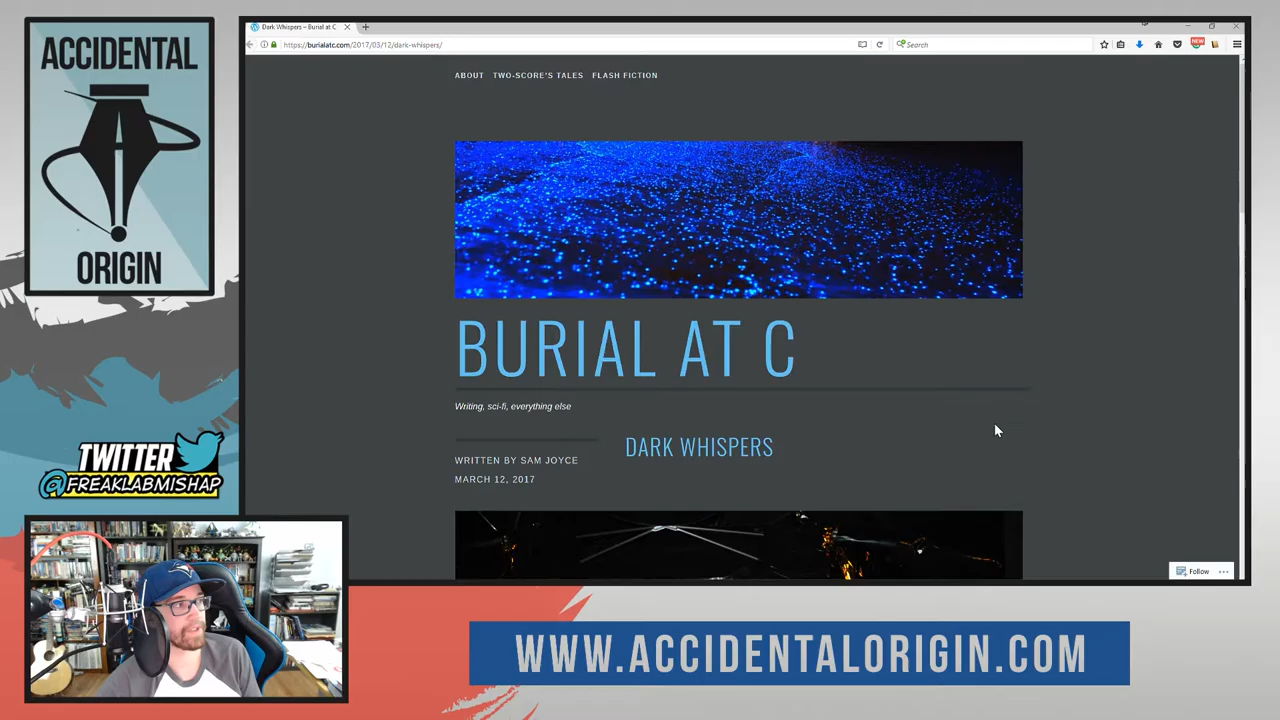 ACCIDENTAL
ORIGIN
Dark Whispers – Burial at C
https://burialatc.com/2017/03/12/dark-whispers/
Search
NEW
ABOUT TWO-SCORE'S TALES FLASH FICTION
BURIAL AT C
Writing, sci-fi, everything else
DARK WHISPERS
WRITTEN BY SAM JOYCE
MARCH 12, 2017
Follow
TWITTER
@FREAKLABMISHAP
WWW.ACCIDENTALORIGIN.COM